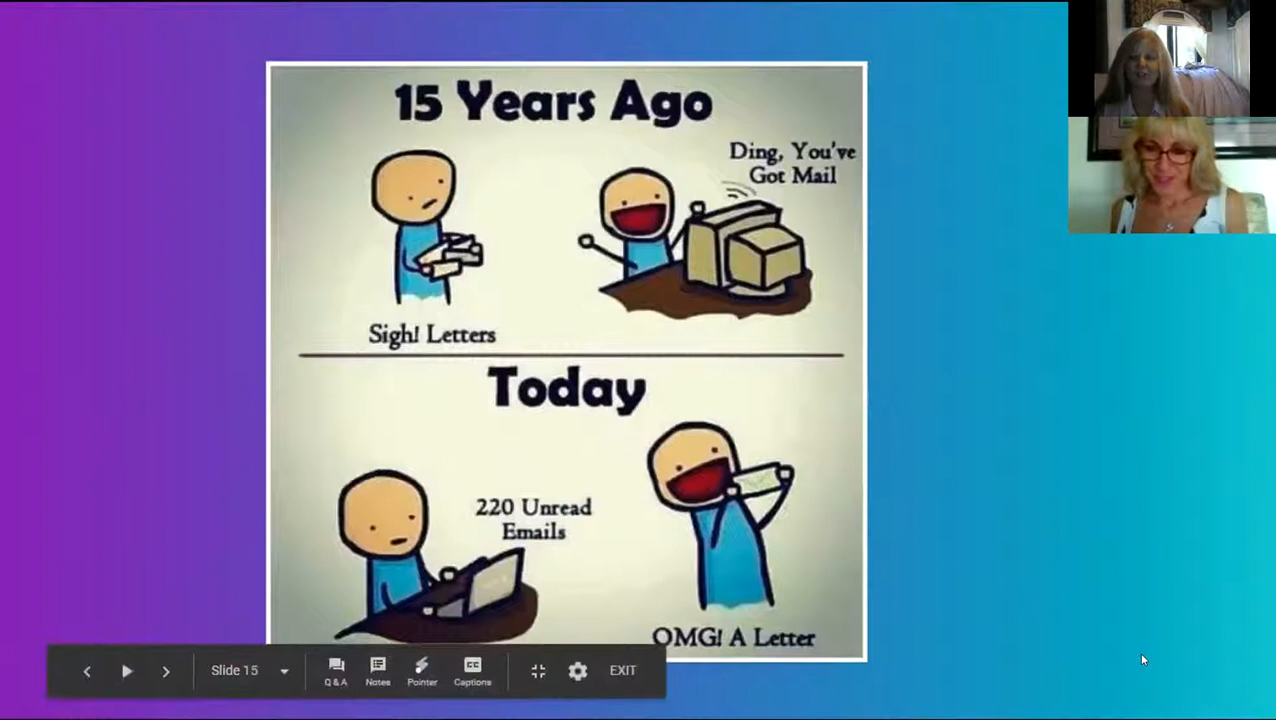 15 Years Ago
Ding, You've
Got Mail
Sigh! Letters
Today
220 Unread
Emails
OMG! A Letter
Slide 15
Q & A
Notes
Pointer
Captions
CC
EXIT